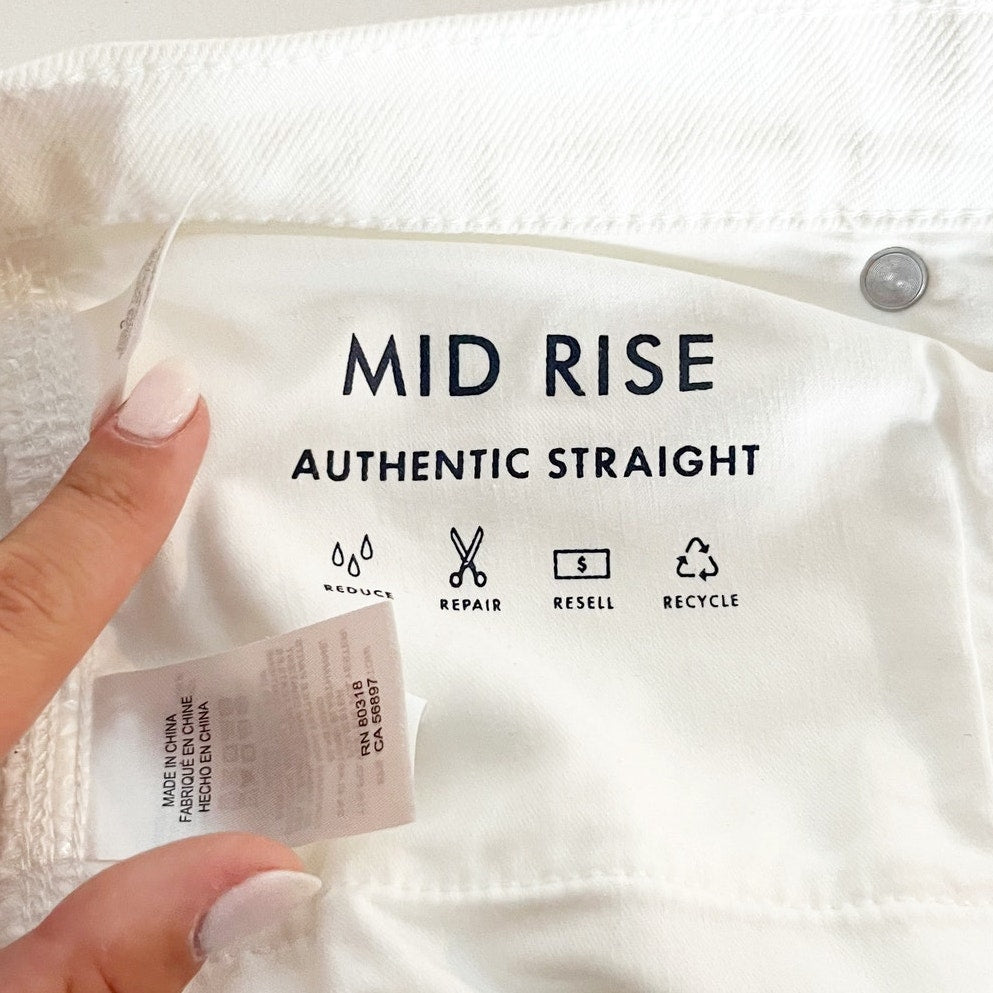 MID RISE
AUTHENTIC STRAIGHT
REDUCE
REPAIR
$
RESELL
RECYCLE
MADE IN CHINA
FABRIQUÉ EN CHINE
HECHO EN CHINA
RN 80318
CA 56897